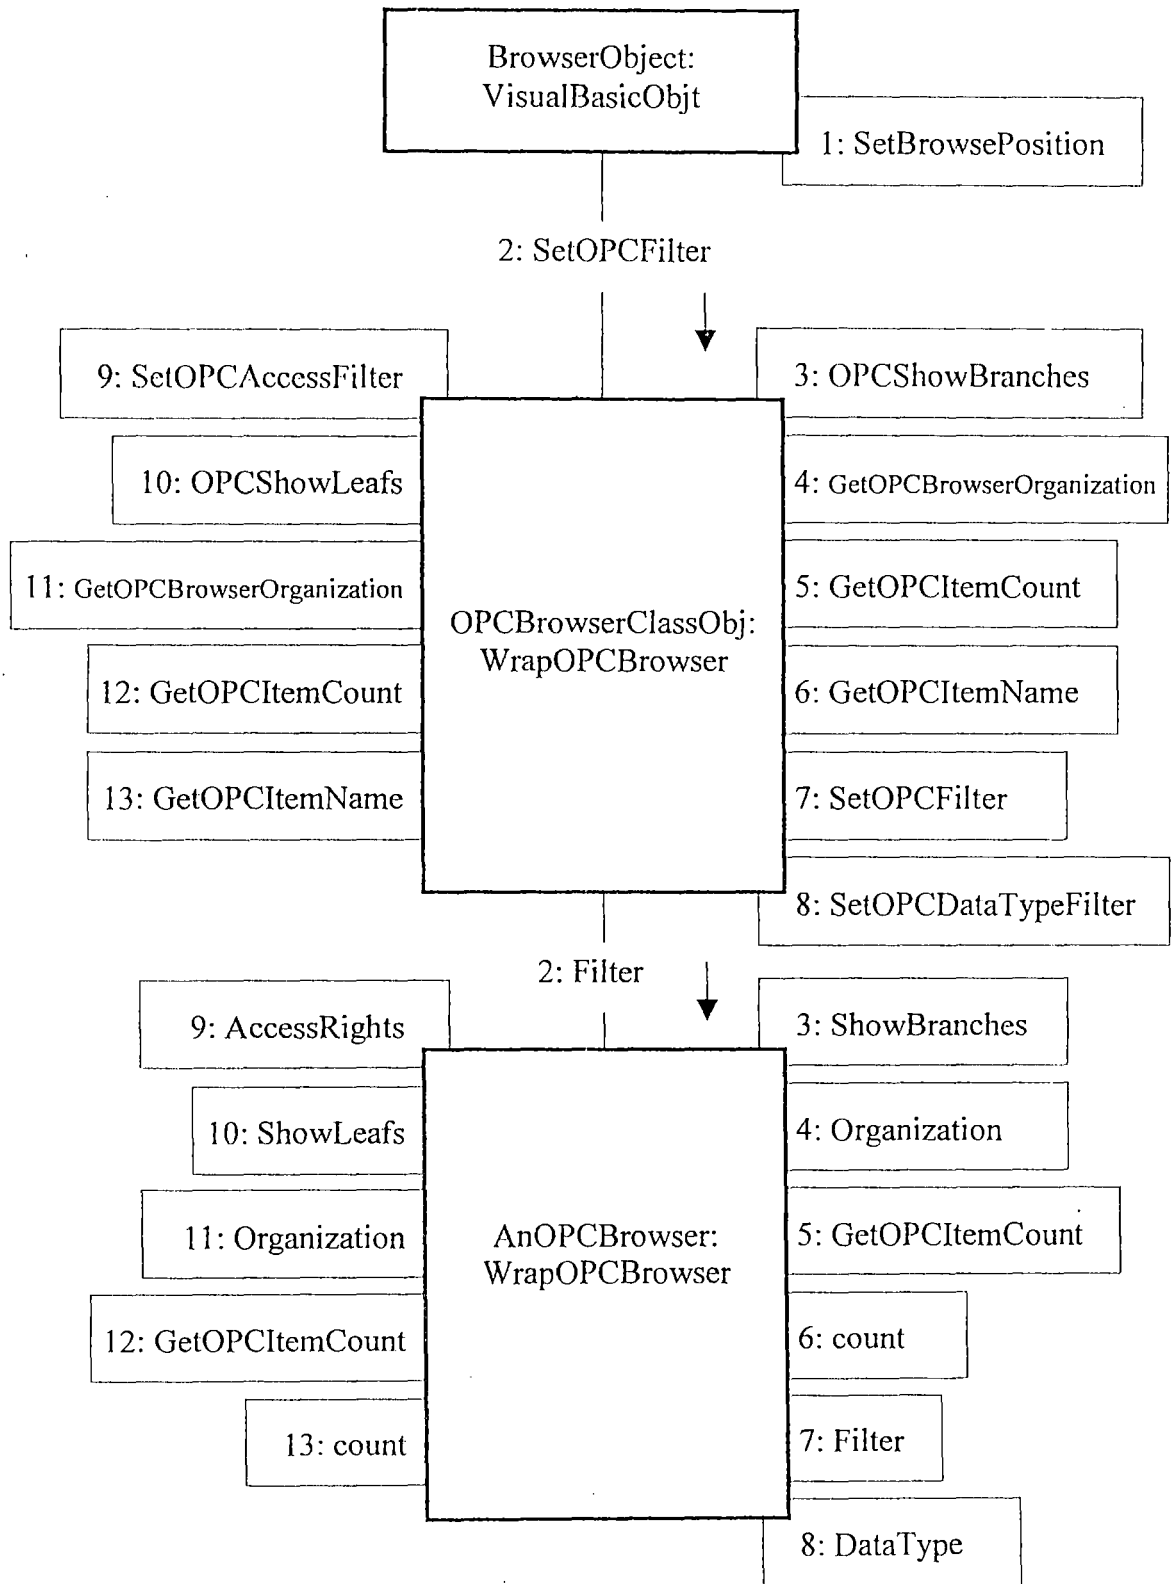 BrowserObject:
VisualBasicObjt
1: SetBrowsePosition
2: SetOPCFilter
9: SetOPCAccessFilter
3: OPCShowBranches
10: OPCShowLeafs
4: GetOPCBrowserOrganization
11: GetOPCBrowserOrganization
5: GetOPCItemCount
OPCBrowserClassObj:
WrapOPCBrowser
12: GetOPCItemCount
6: GetOPCItemName
13: GetOPCItemName
7: SetOPCFilter
8: SetOPCDataTypeFilter
2: Filter
9: AccessRights
3: ShowBranches
10: ShowLeafs
4: Organization
11: Organization
AnOPCBrowser:
WrapOPCBrowser
5: GetOPCItemCount
12: GetOPCItemCount
6: count
13: count
7: Filter
8: DataType